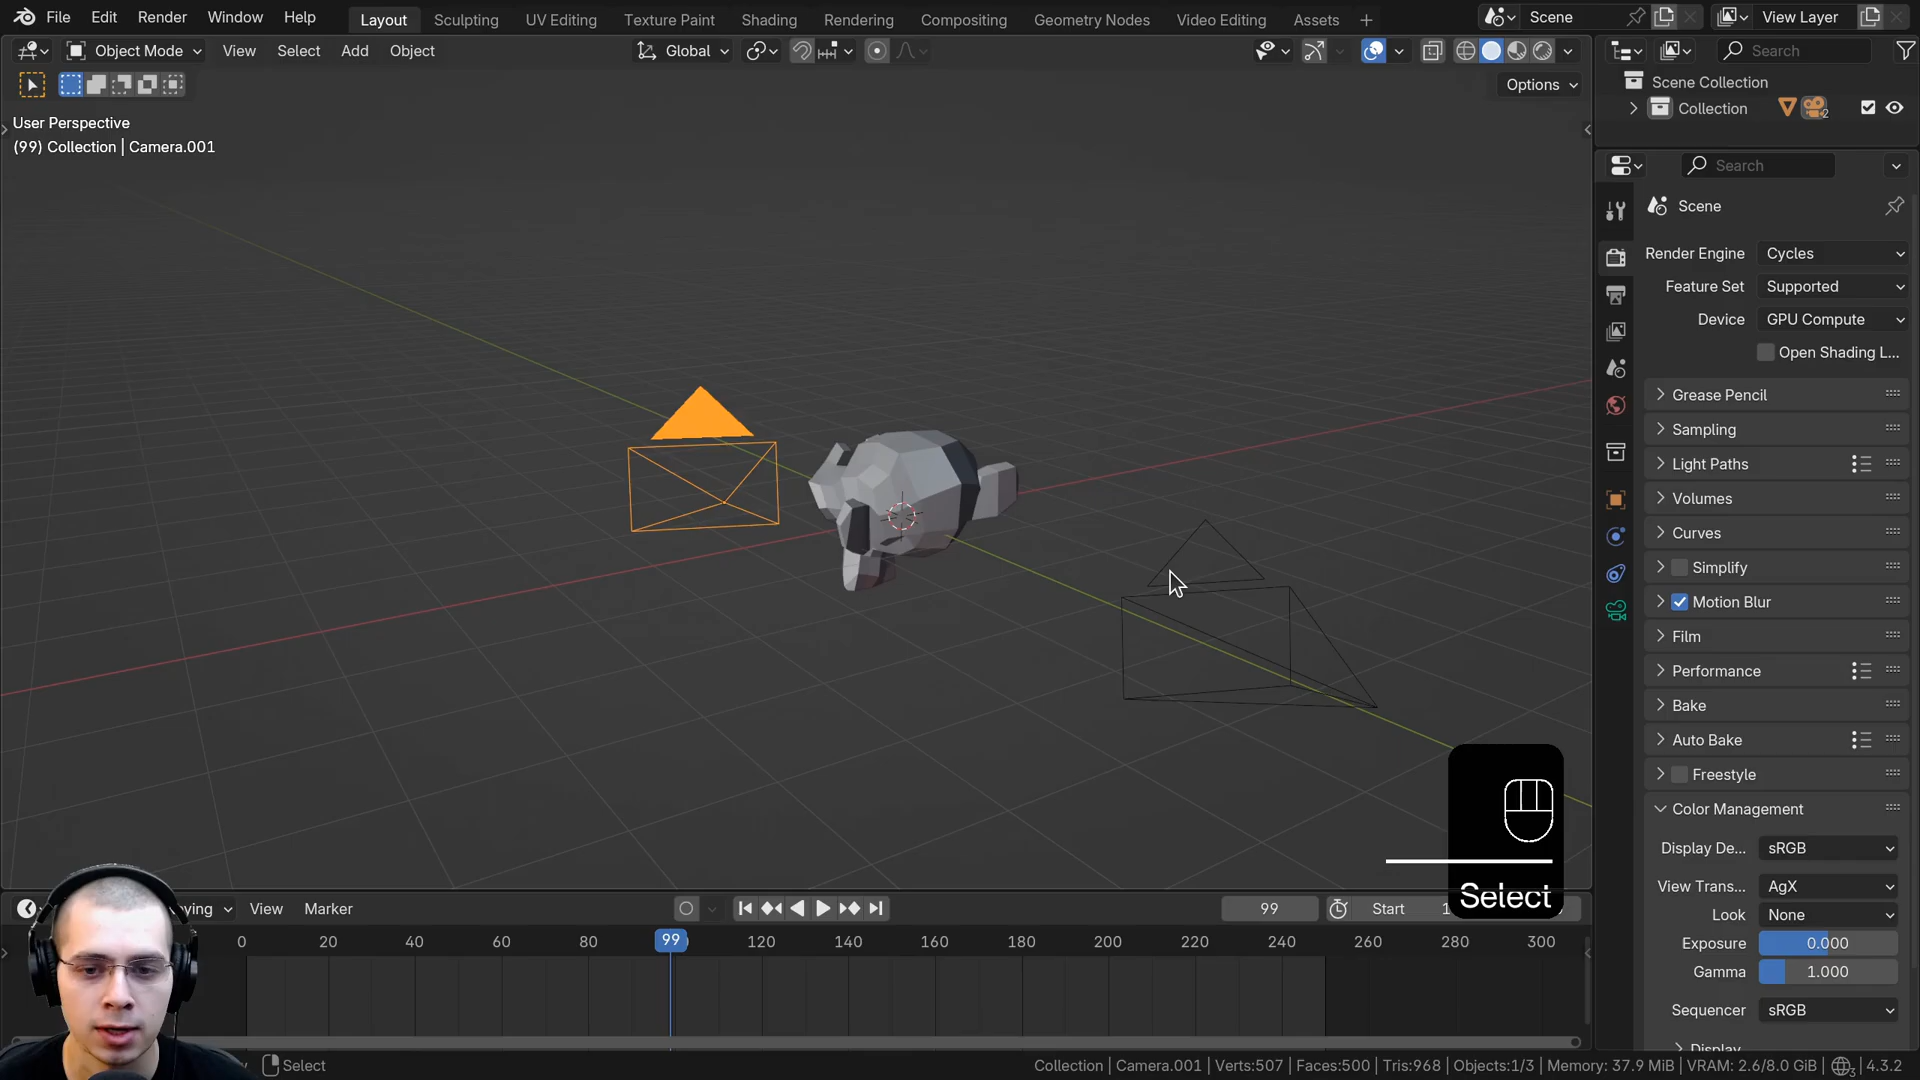 File Edit Render Window Help Layout Sculpting UV Editing Texture Paint Shading Rendering Compositing Geometry Nodes Video Editing Assets Scene View Layer
Object Mode View Select Add Object Global Search
Options
Scene Collection
Collection 2
User Perspective
(99) Collection | Camera.001
Search
Scene
Render Engine Cycles
Feature Set Supported
Device GPU Compute
Open Shading L...
Grease Pencil
Sampling
Light Paths
Volumes
Curves
Simplify
Motion Blur
Film
Performance
Bake
Auto Bake
Freestyle
Color Management
Display De... sRGB
View Trans... AgX
Look None
Exposure 0.000
Gamma 1.000
Sequencer sRGB
Display
Select
View Marker 99 Start
0 20 40 60 80 99 120 140 160 180 200 220 240 260 280 300
Select
Collection | Camera.001 | Verts:507 | Faces:500 | Tris:968 | Objects:1/3 | Memory: 37.9 MiB | VRAM: 2.6/8.0 GiB | 4.3.2